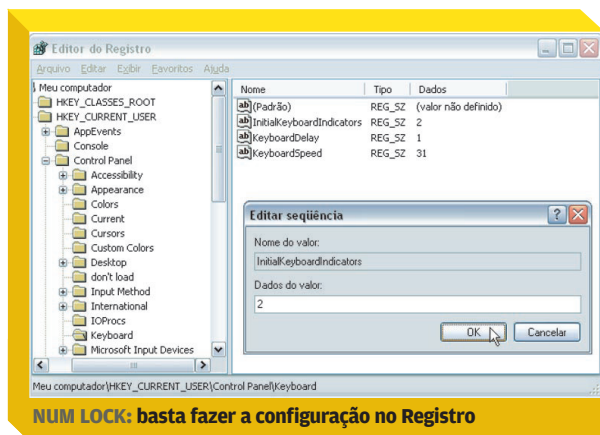 Editor do Registro
Arquivo Editar Exibir Favoritos Ajuda
Meu computador
HKEY_CLASSES_ROOT
HKEY_CURRENT_USER
AppEvents
Console
Control Panel
Accessibility
Appearance
Colors
Current
Cursors
Custom Colors
Desktop
don't load
Input Method
International
IOProcs
Keyboard
Microsoft Input Devices
Nome Tipo Dados
ab (Padrão) REG_SZ (valor não definido)
ab InitialKeyboardIndicators REG_SZ 2
ab KeyboardDelay REG_SZ 1
ab KeyboardSpeed REG_SZ 31
Editar seqüência
Nome do valor:
InitialKeyboardIndicators
Dados do valor:
2
OK Cancelar
Meu computador\HKEY_CURRENT_USER\Control Panel\Keyboard
NUM LOCK: basta fazer a configuração no Registro